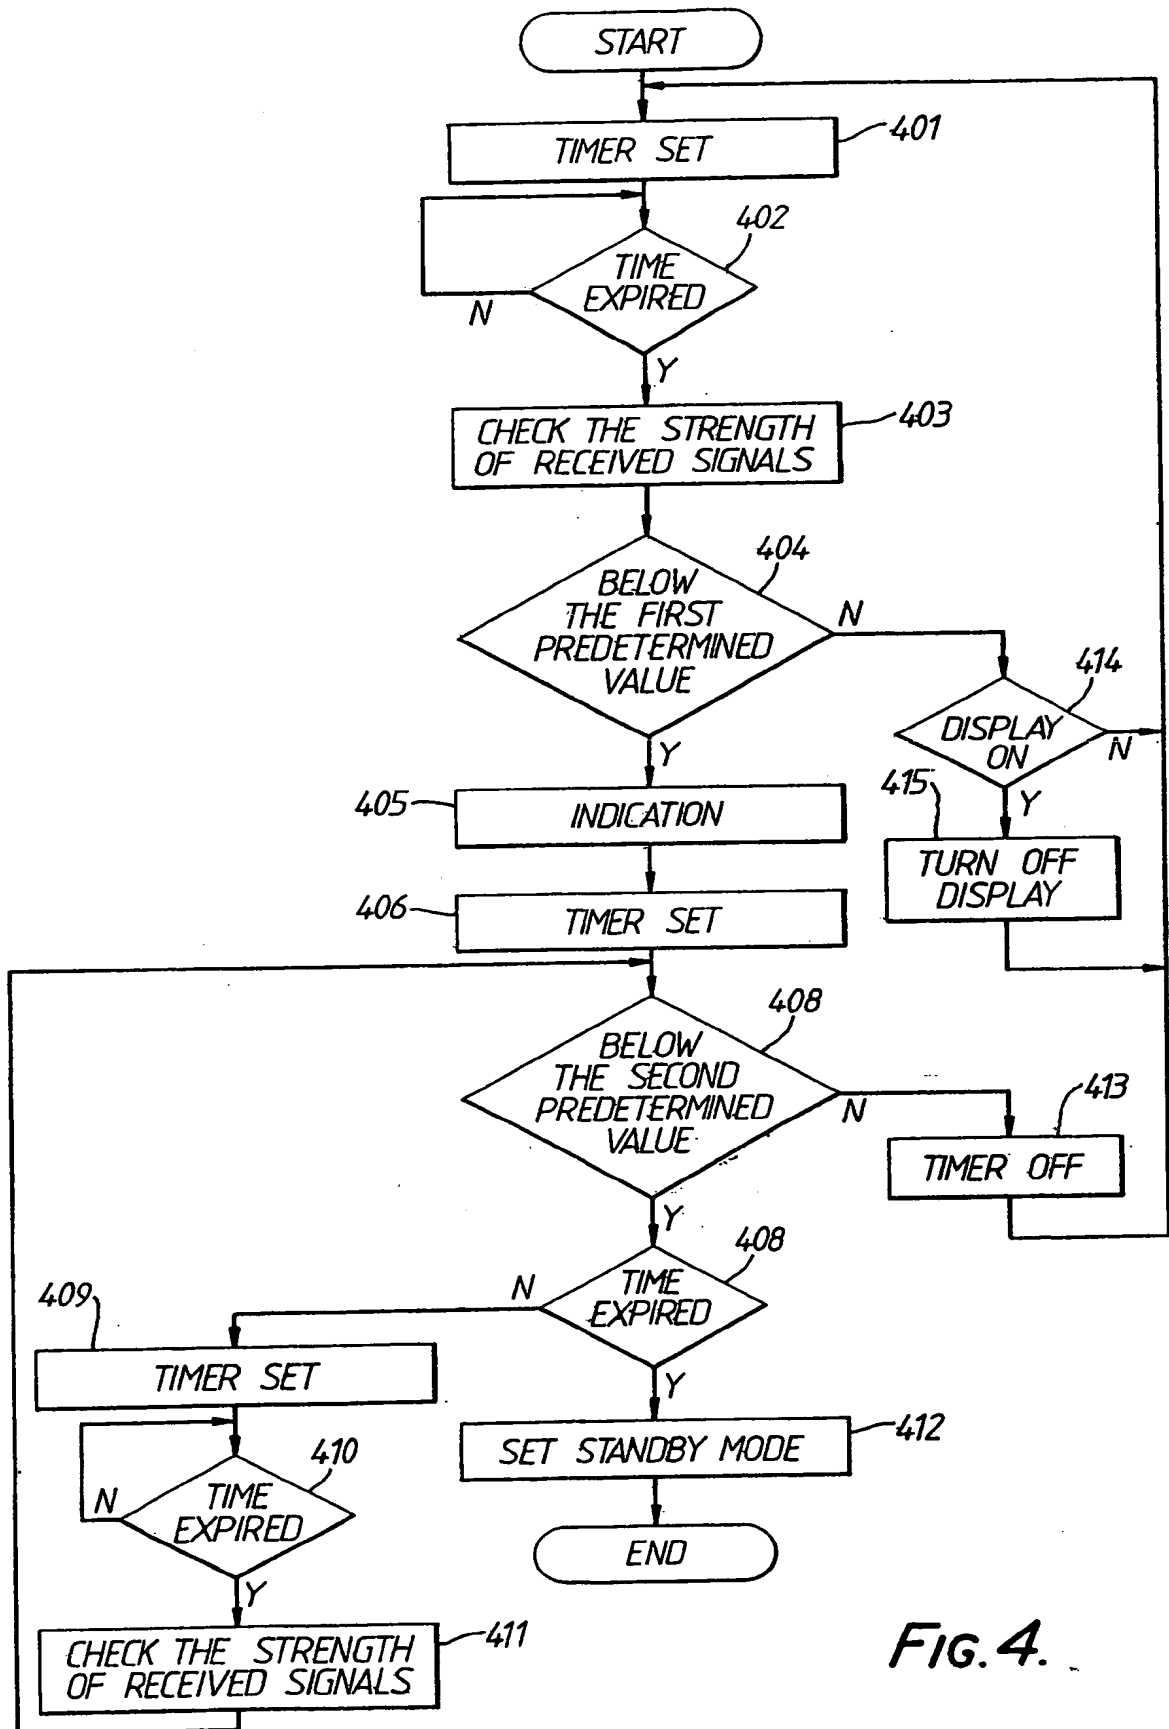 START
TIMER SET
401
402
TIME
EXPIRED
N
Y
CHECK THE STRENGTH
OF RECEIVED SIGNALS
403
404
BELOW
THE FIRST
PREDETERMINED
VALUE
N
Y
414
DISPLAY
ON
N
Y
415
TURN OFF
DISPLAY
405
INDICATION
406
TIMER SET
408
BELOW
THE SECOND
PREDETERMINED
VALUE
N
Y
413
TIMER OFF
408
TIME
EXPIRED
N
Y
409
TIMER SET
410
TIME
EXPIRED
N
Y
CHECK THE STRENGTH
OF RECEIVED SIGNALS
411
SET STANDBY MODE
412
END
FIG. 4.